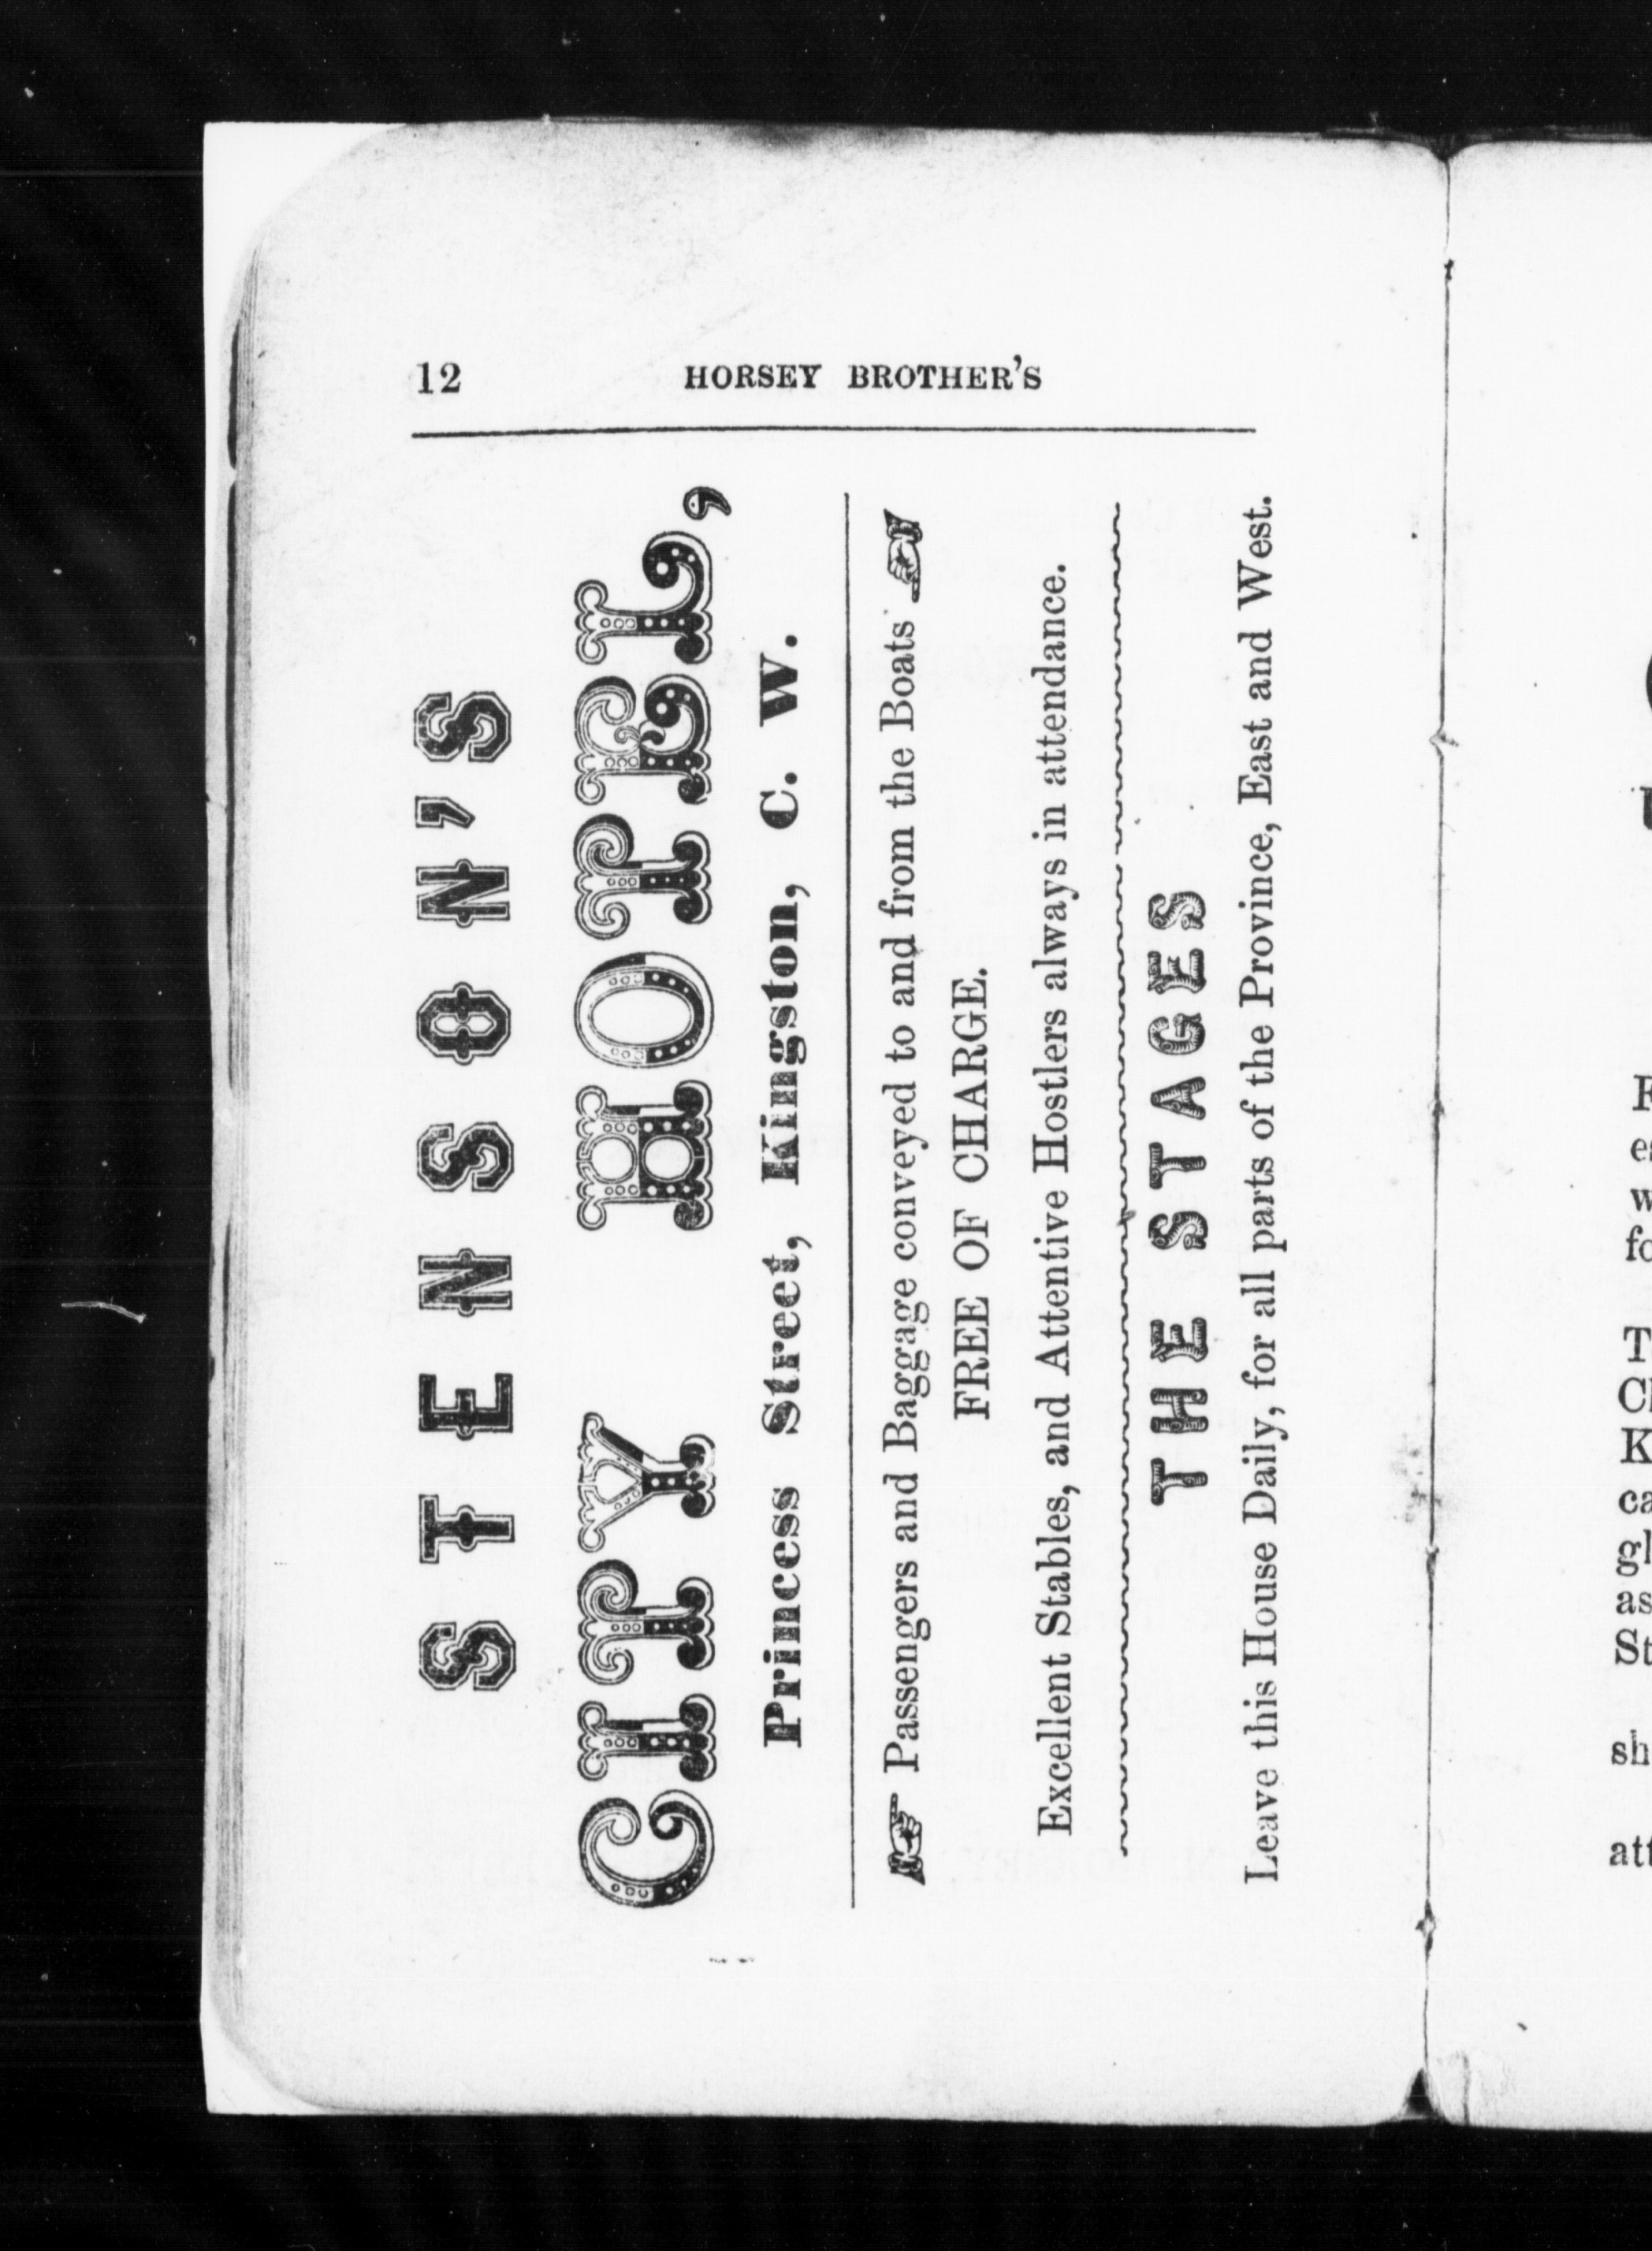 12 HORSEY BROTHER'S
STENSON'S
CITY HOTEL,
Princess Street, Kingston, C. W.
Passengers and Baggage conveyed to and from the Boats
FREE OF CHARGE.
Excellent Stables, and Attentive Hostlers always in attendance.
THE STAGES
Leave this House Daily, for all parts of the Province, East and West.